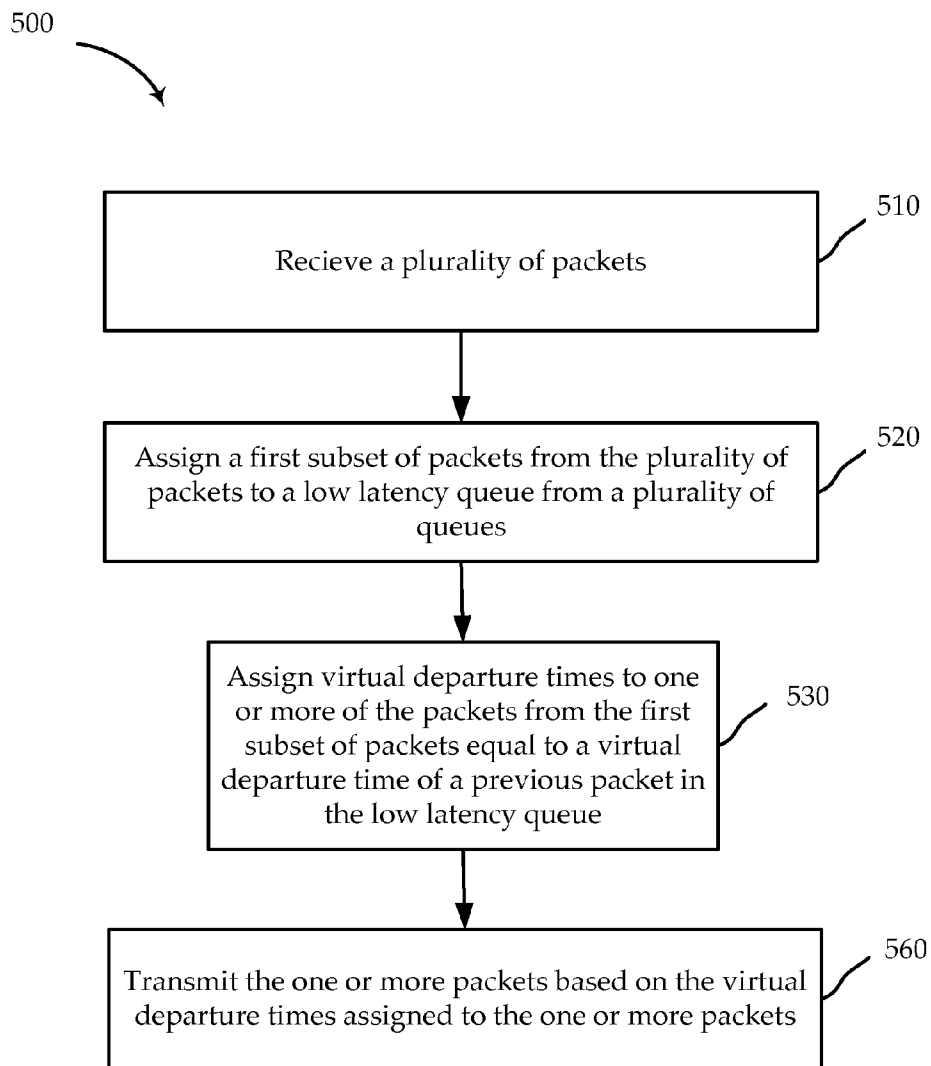 500
510
Recieve a plurality of packets
520
Assign a first subset of packets from the plurality of
packets to a low latency queue from a plurality of
queues
530
Assign virtual departure times to one
or more of the packets from the first
subset of packets equal to a virtual
departure time of a previous packet in
the low latency queue
560
Transmit the one or more packets based on the virtual
departure times assigned to the one or more packets